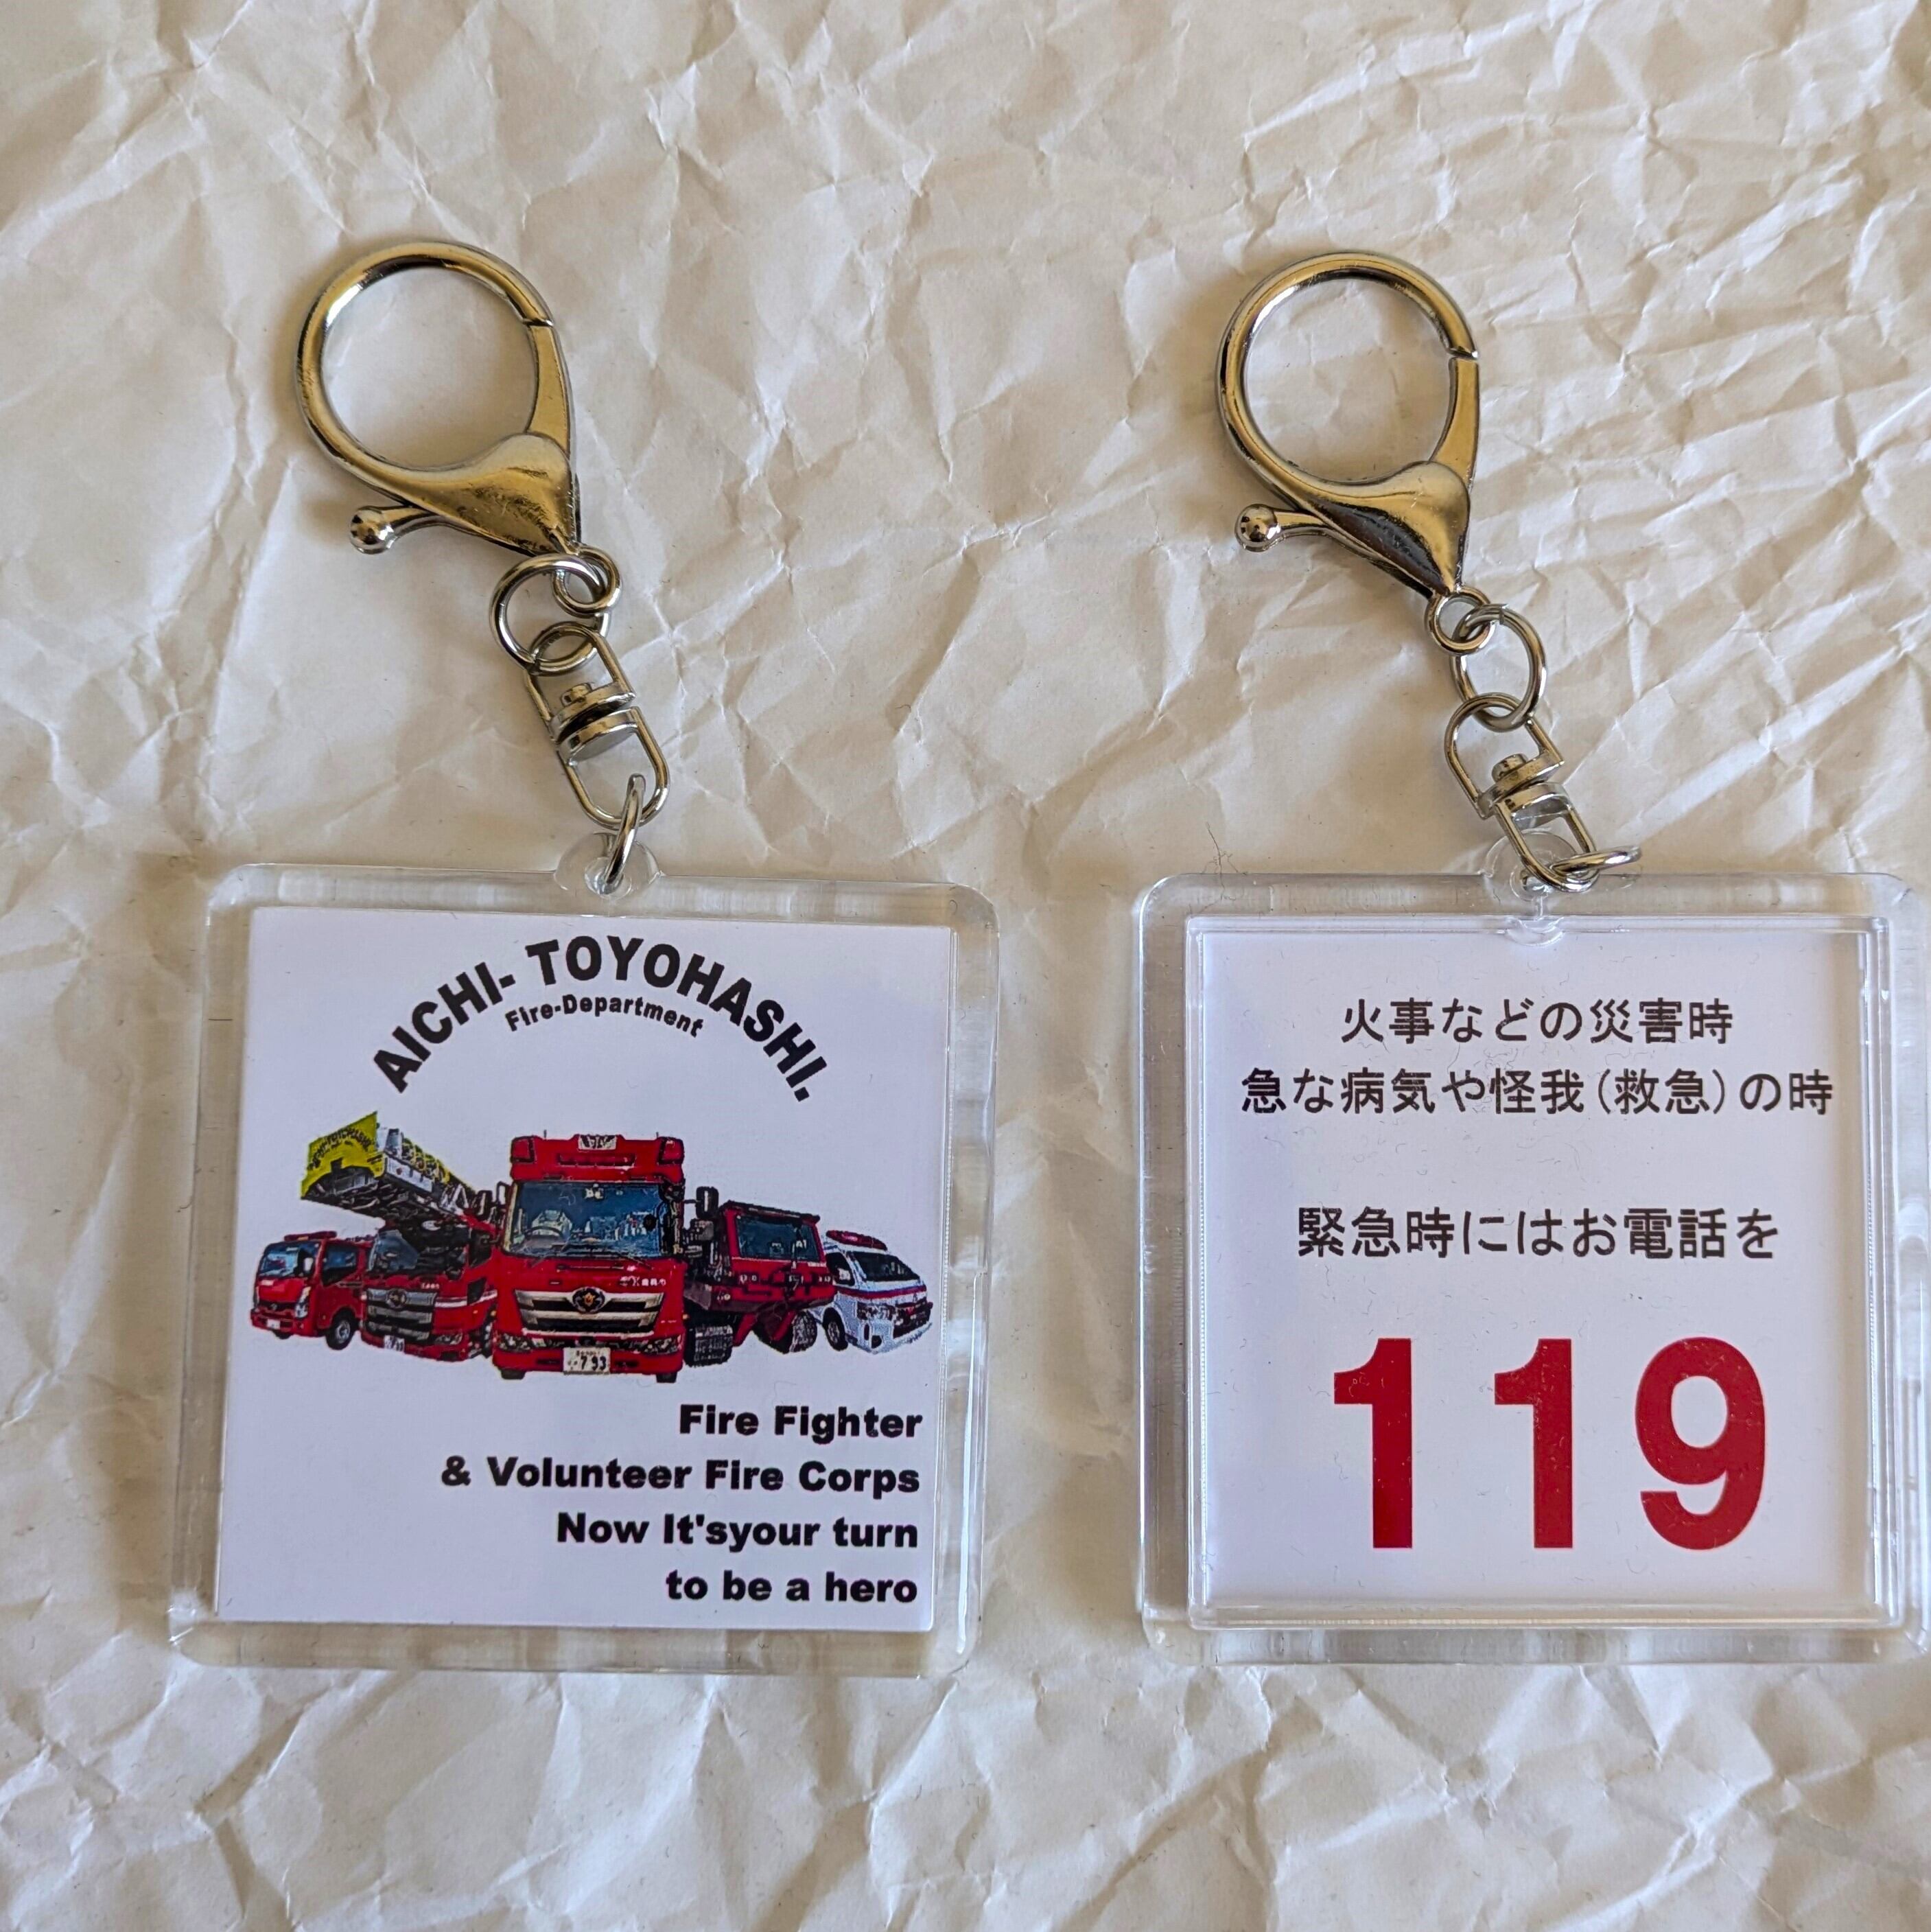 AICHI- TOYOHASHI.
Fire-Department
793
Fire Fighter
& Volunteer Fire Corps
Now It'syour turn
to be a hero
火事などの災害時
急な病気や怪我(救急)の時
緊急時にはお電話を
119